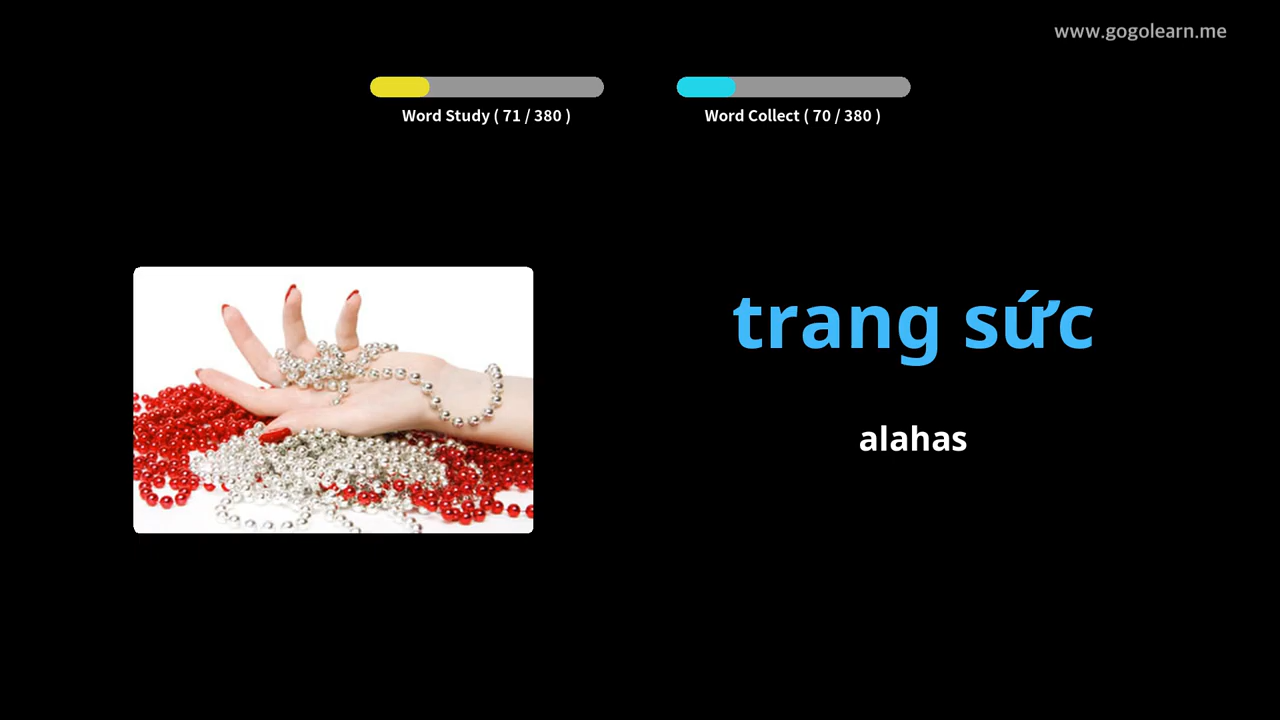 www.gogolearn.me
Word Study ( 71 / 380 )
Word Collect ( 70 / 380 )
trang sức
alahas